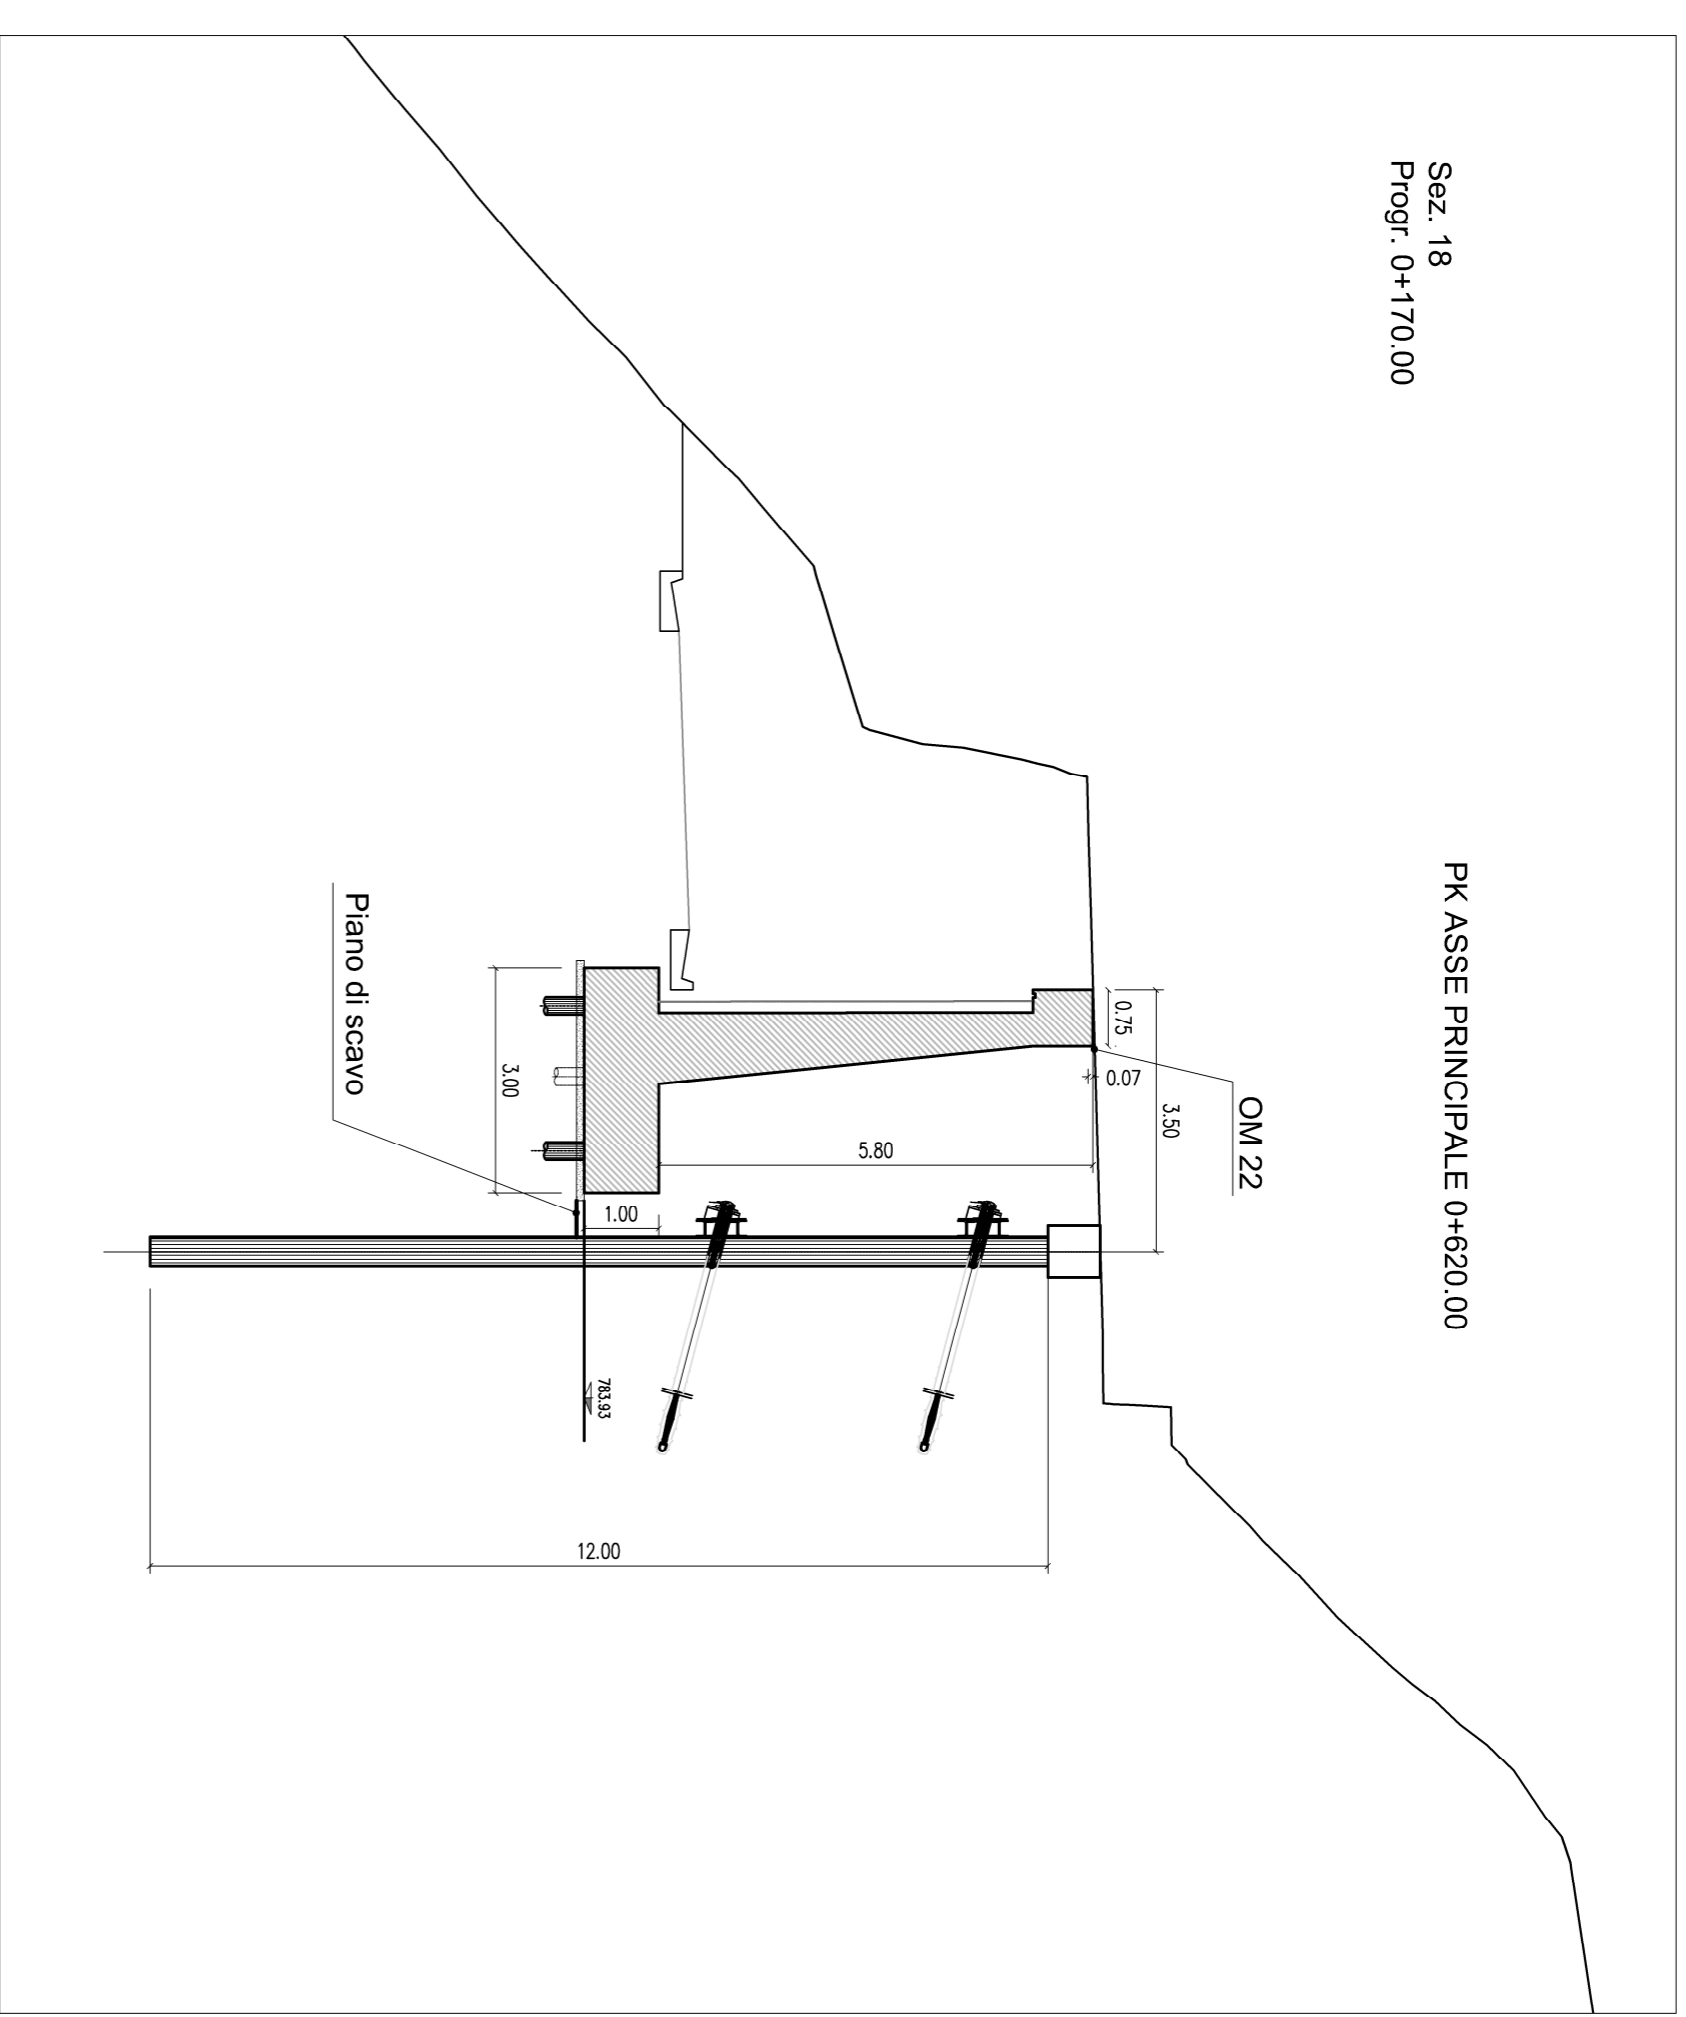 Sez. 18
Progr. 0+170.00
PK ASSE PRINCIPALE 0+620.00
OM 22
3.50
0.75
0.07
5.80
1.00
783.93
3.00
12.00
Piano di scavo